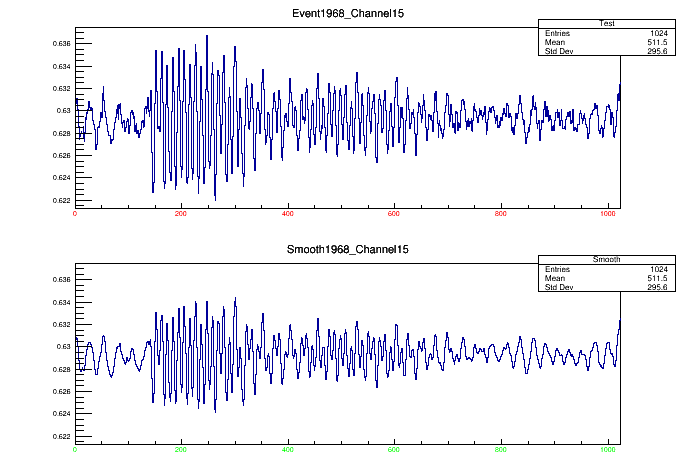 Event1968_Channel15
Test
Entries 1024
Mean 511.5
Std Dev 295.6
0.636
0.634
0.632
0.63
0.628
0.626
0.624
0.622
0 200 400 600 800 1000
Smooth1968_Channel15
Smooth
Entries 1024
Mean 511.5
Std Dev 295.6
0.636
0.634
0.632
0.63
0.628
0.626
0.624
0.622
0 200 400 600 800 1000